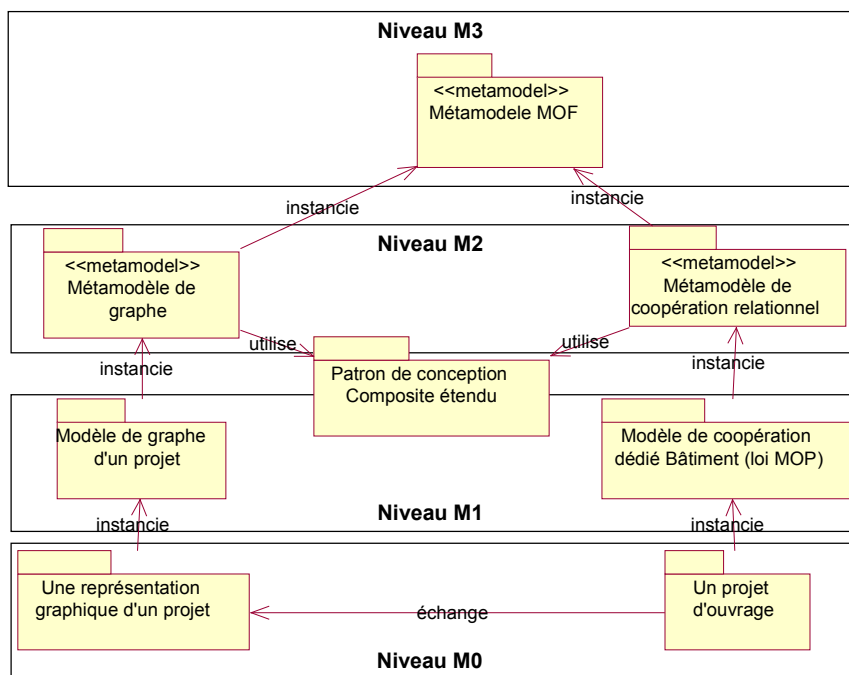 Niveau M3
<<metamodel>>
Métamodele MOF
instancie
instancie
Niveau M2
<<metamodel>>
Métamodèle de
graphe
<<metamodel>>
Métamodèle de
coopération relationnel
utilise
utilise
instancie
instancie
Patron de conception
Composite étendu
Modèle de graphe
d'un projet
Modèle de coopération
dédié Bâtiment (loi MOP)
Niveau M1
instancie
instancie
Une représentation
graphique d'un projet
Un projet
d'ouvrage
échange
Niveau M0